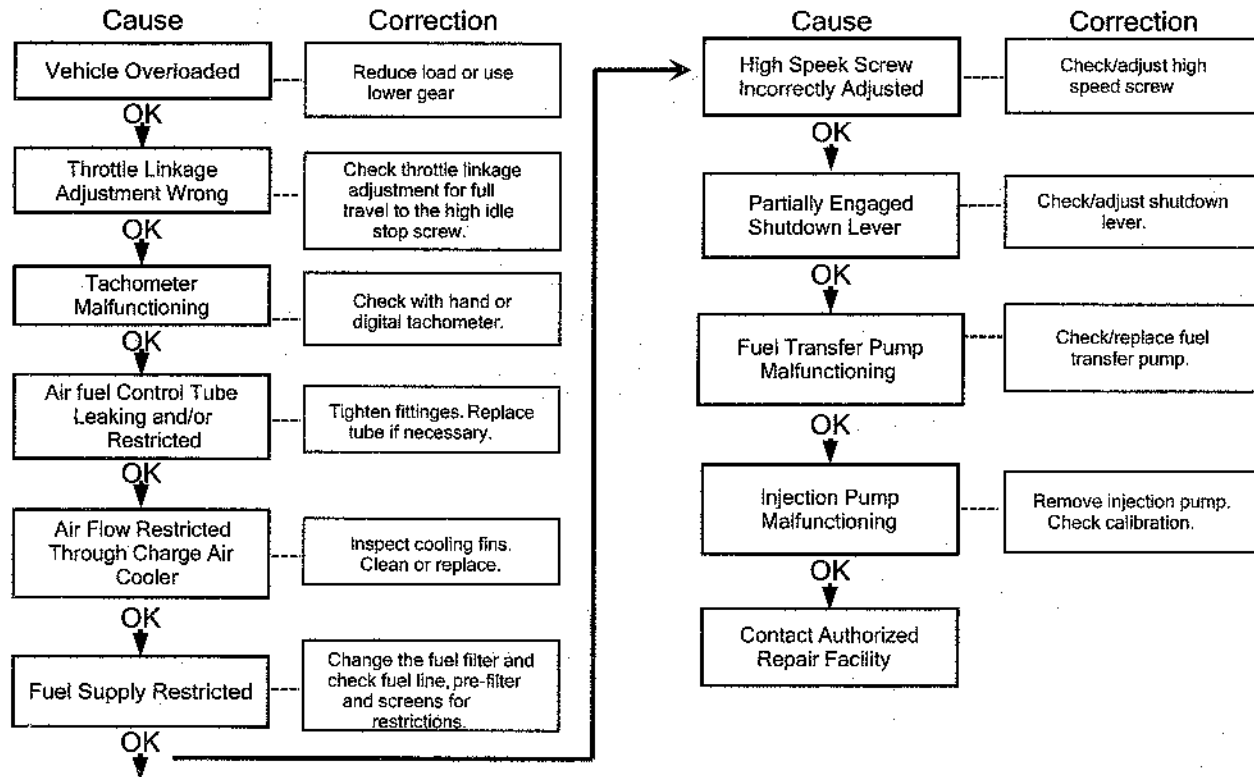 Cause
Correction
Vehicle Overloaded
Reduce load or use
lower gear
OK
Throttle Linkage
Adjustment Wrong
Check throttle linkage
adjustment for full
travel to the high idle
stop screw.
OK
Tachometer
Malfunctioning
Check with hand or
digital tachometer.
OK
Air fuel Control Tube
Leaking and/or
Restricted
Tighten fittinges. Replace
tube if necessary.
OK
Air Flow Restricted
Through Charge Air
Cooler
Inspect cooling fins.
Clean or replace.
OK
Fuel Supply Restricted
Change the fuel filter and
check fuel line, pre-filter
and screens for
restrictions.
OK
Cause
Correction
High Speek Screw
Incorrectly Adjusted
Check/adjust high
speed screw
OK
Partially Engaged
Shutdown Lever
Check/adjust shutdown
lever.
OK
Fuel Transfer Pump
Malfunctioning
Check/replace fuel
transfer pump.
OK
Injection Pump
Malfunctioning
Remove injection pump.
Check calibration.
OK
Contact Authorized
Repair Facility